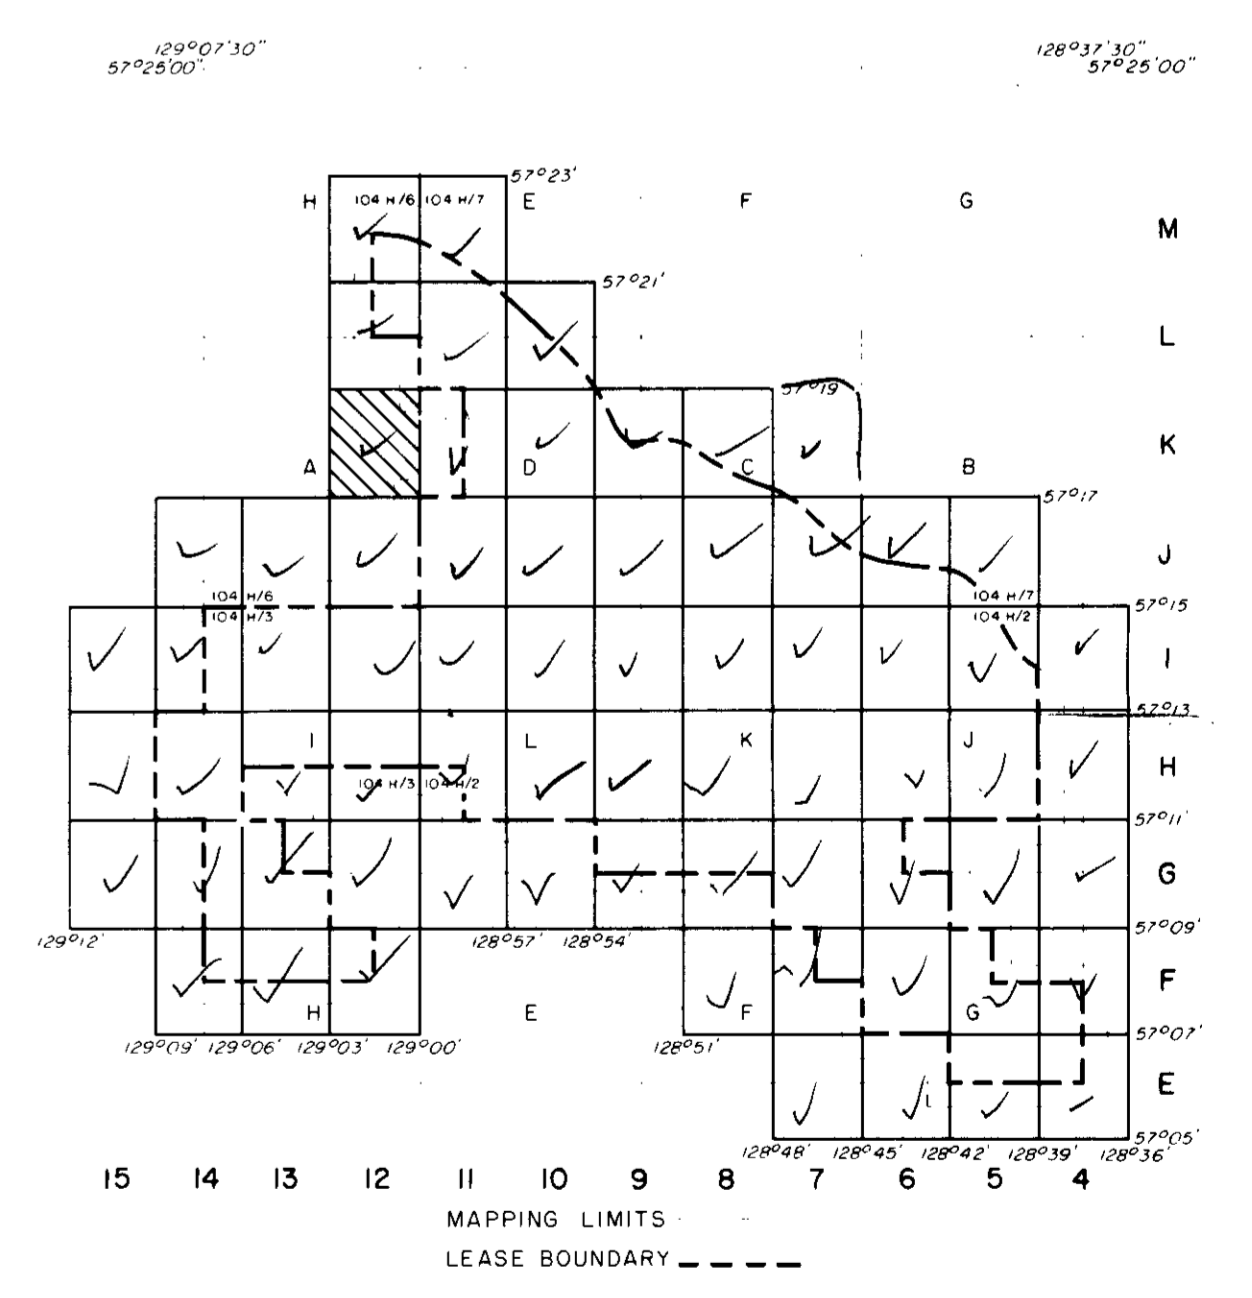 129°07'30" 128°37'30"
57°25'00" 57°25'00"
57°23'
H 104 H/6 104 H/7 E F G M
57°21'
L
57°19
K
A D C B
57°17
J
104 H/6 104 H/7
104 H/3 104 H/2 57°15'
I
57°13
I L K J H
104 H/3 104 H/2
57°11'
G
129°12' 128°57' 128°54' 57°09'
F
H E F G
129°09' 129°06' 129°03' 129°00' 128°51' 57°07'
E
57°05'
128°48' 128°45' 128°42' 128°39' 128°36'
15 14 13 12 11 10 9 8 7 6 5 4
MAPPING LIMITS
LEASE BOUNDARY